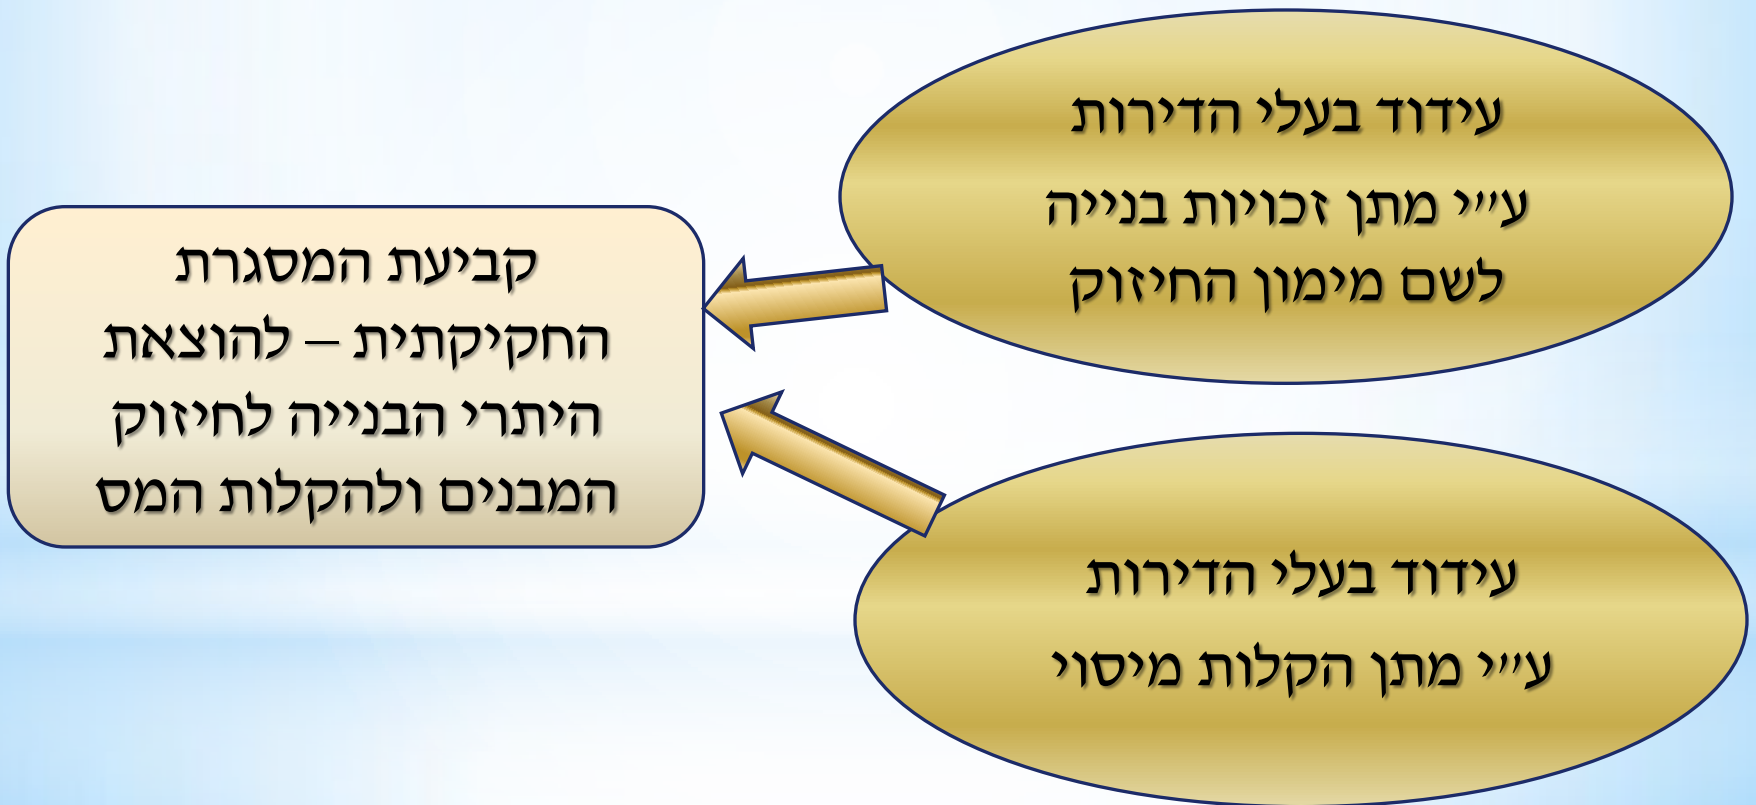 עידוד בעלי הדירות
ע״י מתן זכויות בנייה
לשם מימון החיזוק
קביעת המסגרת
החקיקתית – להוצאת
היתרי הבנייה לחיזוק
המבנים ולהקלות המס
עידוד בעלי הדירות
ע״י מתן הקלות מיסוי